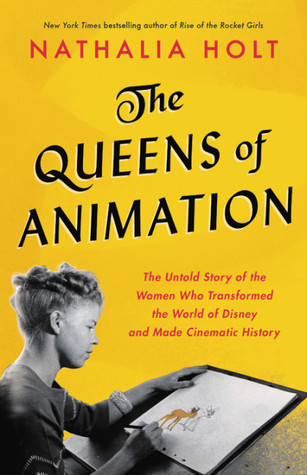 New York Times bestselling author of Rise of the Rocket Girls
NATHALIA HOLT
The
QUEENS of
ANIMATION
The Untold Story of the
Women Who Transformed
the World of Disney
and Made Cinematic History